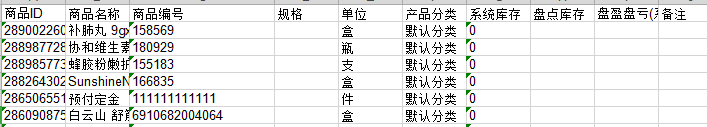 商品ID 商品名称 商品编号 规格 单位 产品分类 系统库存 盘点库存 盘盈盘亏(系 备注
289002260 补肺丸 9g× 158569 盒 默认分类 0
288987728 协和维生素 180929 瓶 默认分类 0
288985773 蜂胶粉嫩护 155183 支 默认分类 0
288264302 SunshineN 166835 盒 默认分类 0
286506551 预付定金 111111111111 件 默认分类 0
286090875 白云山 舒 6910682004064 盒 默认分类 0